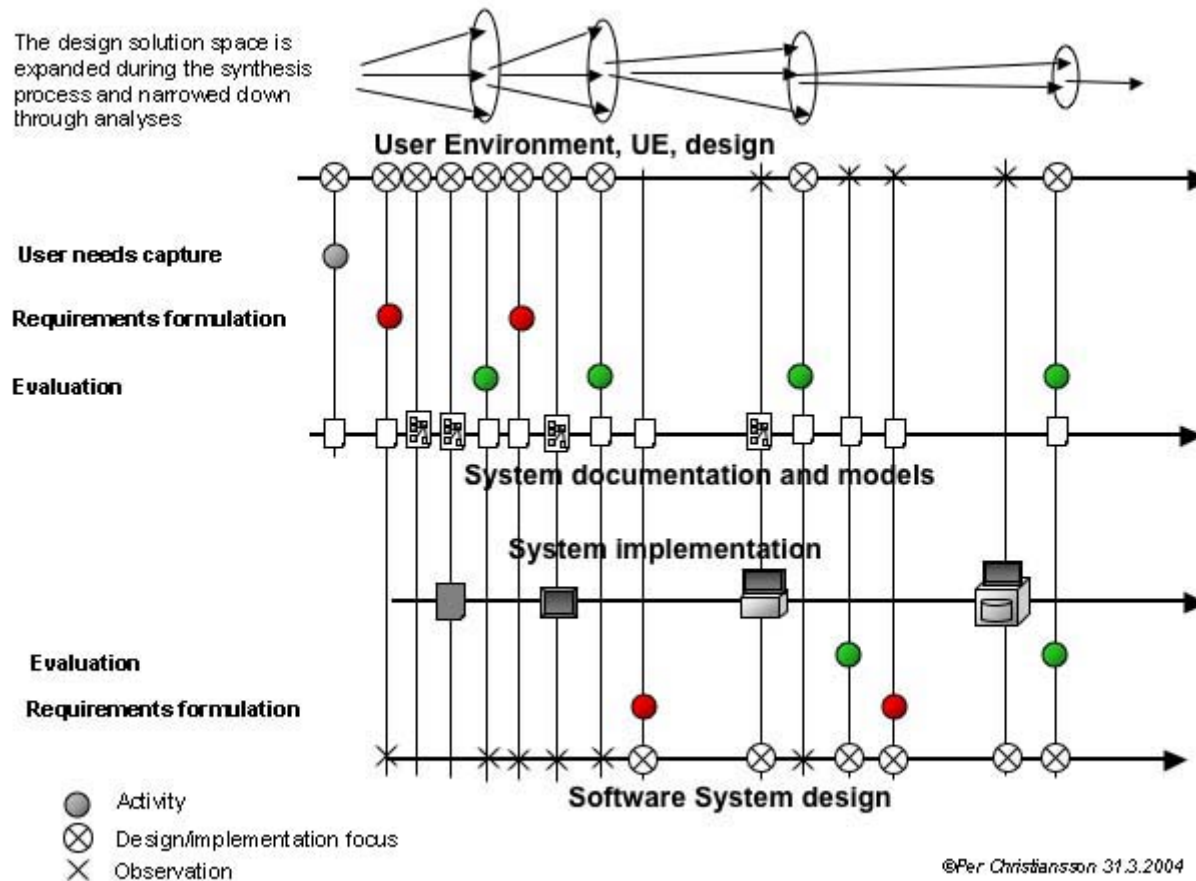 The design solution space is
expanded during the synthesis
process and narrowed down
through analyses
User Environment, UE, design
User needs capture
Requirements formulation
Evaluation
System documentation and models
System implementation
Evaluation
Requirements formulation
Software System design
Activity
Design/implementation focus
Observation
©Per Christiansson 31.3.2004